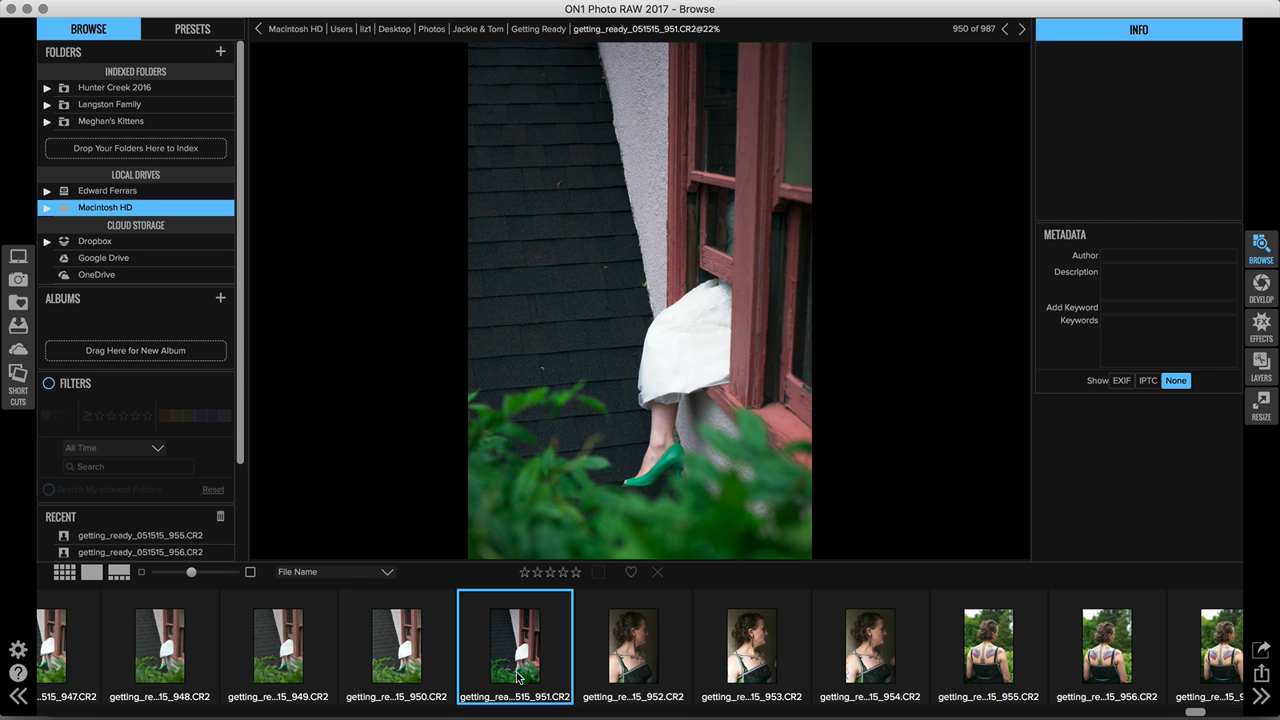 ON1 Photo RAW 2017 - Browse
BROWSE PRESETS
Macintosh HD | Users | liz1 | Desktop | Photos | Jackie & Tom | Getting Ready | getting_ready_051515_951.CR2@22%
950 of 987
INFO
FOLDERS
INDEXED FOLDERS
Hunter Creek 2016
Langston Family
Meghan's Kittens
Drop Your Folders Here to Index
LOCAL DRIVES
Edward Ferrars
Macintosh HD
CLOUD STORAGE
Dropbox
Google Drive
OneDrive
ALBUMS
Drag Here for New Album
FILTERS
All Time
Search
Search My Indexed Folders Reset
RECENT
getting_ready_051515_955.CR2
getting_ready_051515_956.CR2
SHORT
CUTS
METADATA
Author
Description
Add Keyword
Keywords
Show EXIF IPTC None
BROWSE
DEVELOP
FX
EFFECTS
LAYERS
RESIZE
File Name
...515_947.CR2
getting_re...15_948.CR2
getting_re...15_949.CR2
getting_re...15_950.CR2
getting_rea...515_951.CR2
getting_re...15_952.CR2
getting_re...15_953.CR2
getting_re...15_954.CR2
getting_re...15_955.CR2
getting_re...15_956.CR2
getting_re...15_9